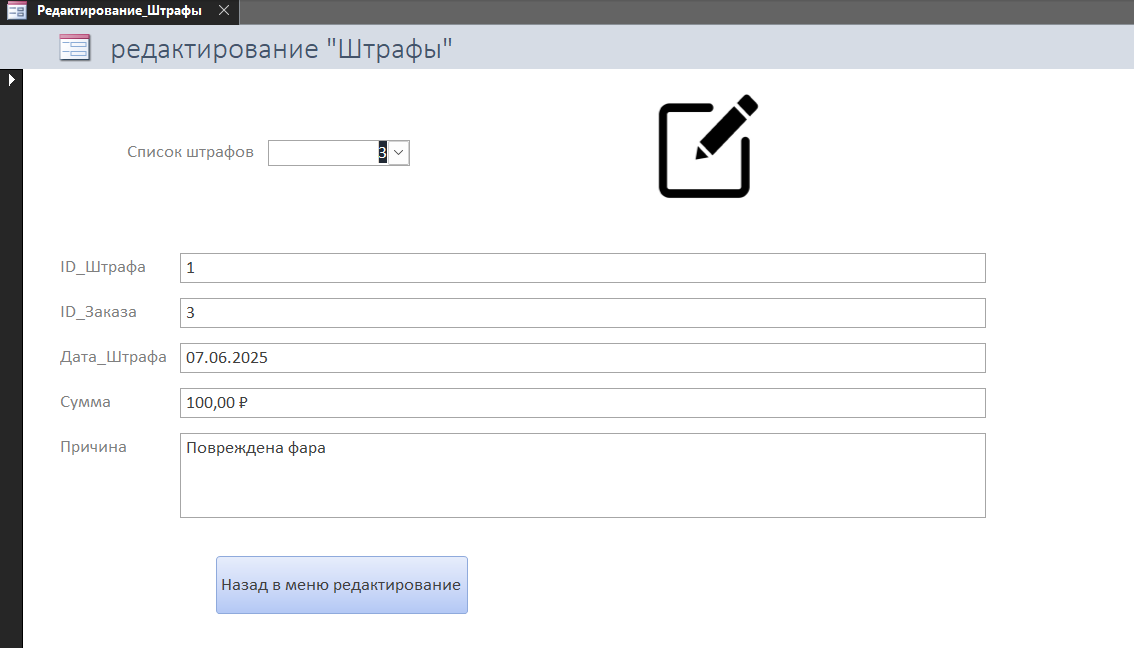 Редактирование_Штрафы
редактирование "Штрафы"
Список штрафов 3
ID_Штрафа 1
ID_Заказа 3
Дата_Штрафа 07.06.2025
Сумма 100,00 ₽
Причина Повреждена фара
Назад в меню редактирование